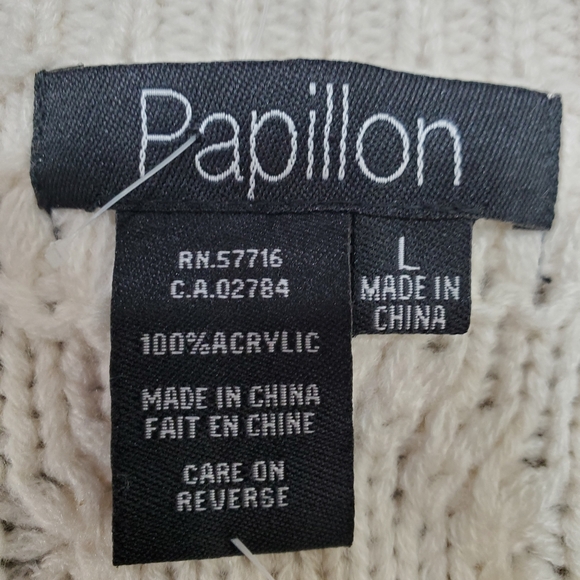 Papillon
RN.57716
C.A.02784
100%ACRYLIC
MADE IN CHINA
FAIT EN CHINE
CARE ON
REVERSE
L
MADE IN
CHINA